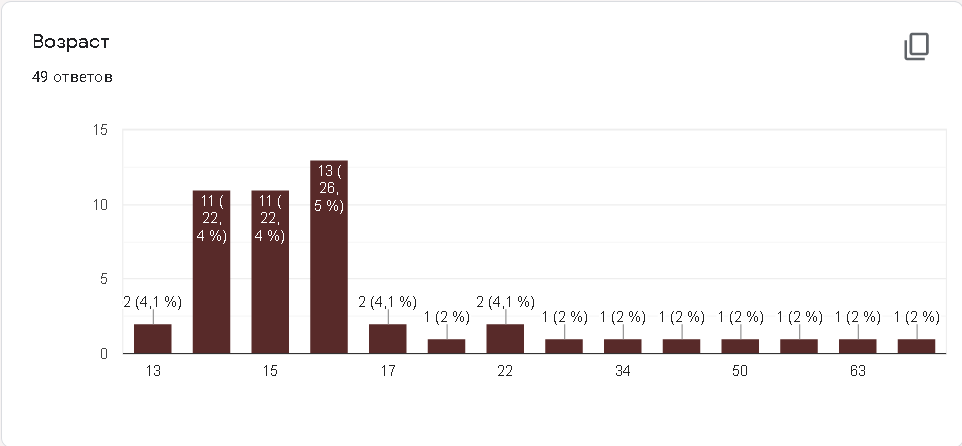 Возраст
49 ответов
15
10
5
0
2 (4,1 %)
11 (
22,
4 %)
11 (
22,
4 %)
13 (
26,
5 %)
2 (4,1 %)
1 (2 %)
2 (4,1 %)
1 (2 %)
1 (2 %)
1 (2 %)
1 (2 %)
1 (2 %)
1 (2 %)
1 (2 %)
13
15
17
22
34
50
63